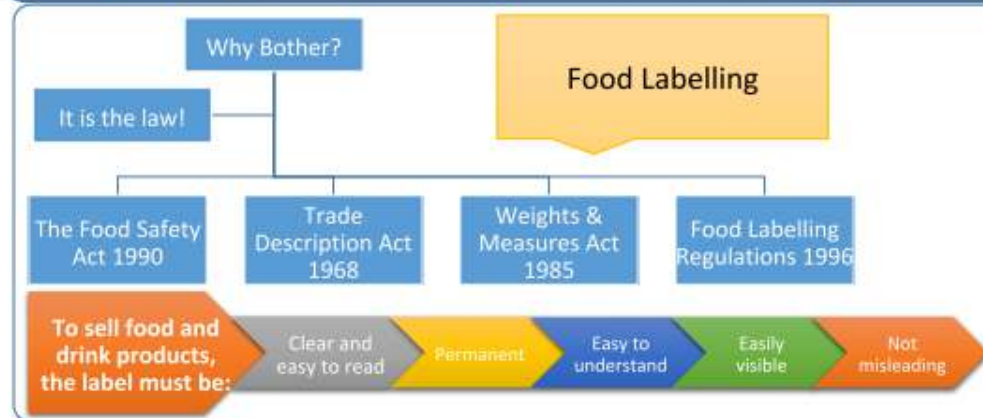 Why Bother?
Food Labelling
It is the law!
The Food Safety
Act 1990
Trade
Description Act
1968
Weights &
Measures Act
1985
Food Labelling
Regulations 1996
To sell food and
drink products,
the label must be:
Clear and
easy to read
Permanent
Easy to
understand
Easily
visible
Not
misleading